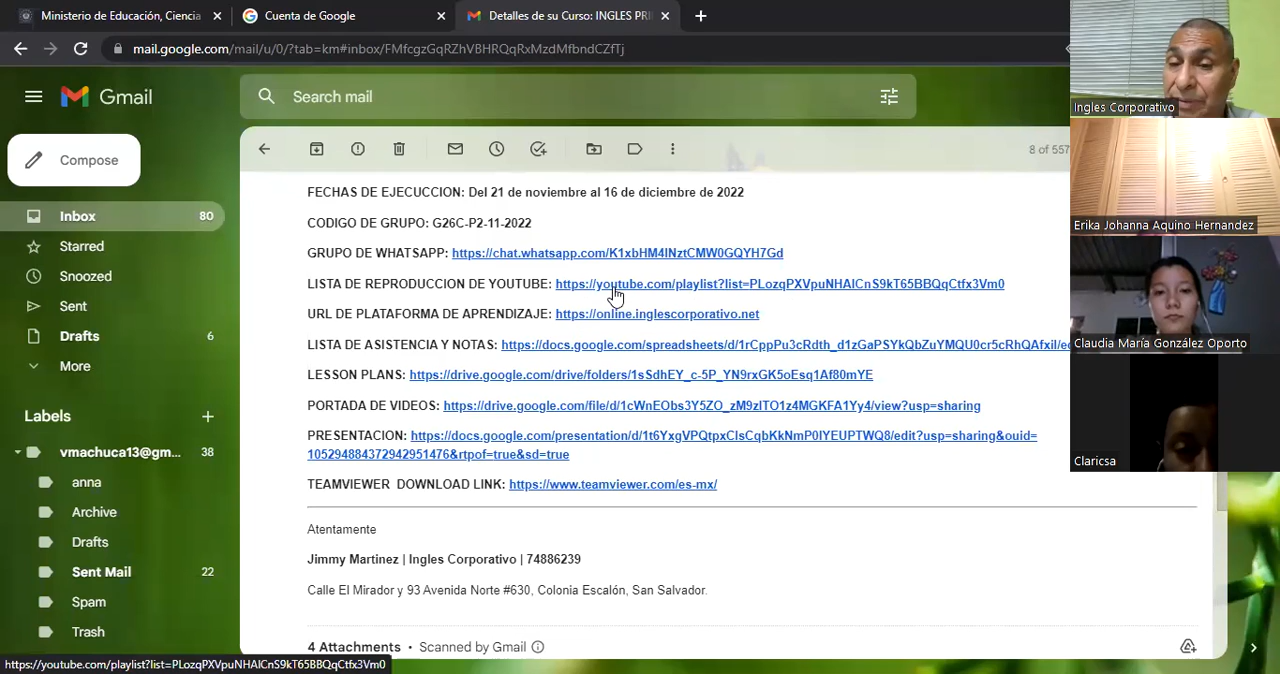 Ministerio de Educación, Ciencia
Cuenta de Google
Detalles de su Curso: INGLES PRI
mail.google.com/mail/u/0/?tab=km#inbox/FMfcgzGqRZhVBHRQqRxMzdMfbndCZfTj
Gmail
Search mail
Compose
8 of 557
Inbox 80
Starred
Snoozed
Sent
Drafts 6
More
Labels
vmachuca13@gm... 38
anna
Archive
Drafts
Sent Mail 22
Spam
Trash
FECHAS DE EJECUCCION: Del 21 de noviembre al 16 de diciembre de 2022
CODIGO DE GRUPO: G26C-P2-11-2022
GRUPO DE WHATSAPP: https://chat.whatsapp.com/K1xbHM4lNztCMW0GQYH7Gd
LISTA DE REPRODUCCION DE YOUTUBE: https://youtube.com/playlist?list=PLozqPXVpuNHAlCnS9kT65BBQqCtfx3Vm0
URL DE PLATAFORMA DE APRENDIZAJE: https://online.inglescorporativo.net
LISTA DE ASISTENCIA Y NOTAS: https://docs.google.com/spreadsheets/d/1rCppPu3cRdth_d1zGaPSYkQbZuYMQU0cr5cRhQAfxiI/ed
LESSON PLANS: https://drive.google.com/drive/folders/1sSdhEY_c-5P_YN9rxGK5oEsq1Af80mYE
PORTADA DE VIDEOS: https://drive.google.com/file/d/1cWnEObs3Y5ZO_zM9zITO1z4MGKFA1Yy4/view?usp=sharing
PRESENTACION: https://docs.google.com/presentation/d/1t6YxgVPQtpxClsCqbKkNmP0IYEUPTWQ8/edit?usp=sharing&ouid=
105294884372942951476&rtpof=true&sd=true
TEAMVIEWER DOWNLOAD LINK: https://www.teamviewer.com/es-mx/
Atentamente
Jimmy Martinez | Ingles Corporativo | 74886239
Calle El Mirador y 93 Avenida Norte #630, Colonia Escalón, San Salvador.
4 Attachments • Scanned by Gmail
https://youtube.com/playlist?list=PLozqPXVpuNHAlCnS9kT65BBQqCtfx3Vm0
Ingles Corporativo
Erika Johanna Aquino Hernandez
Claudia María González Oporto
Claricsa